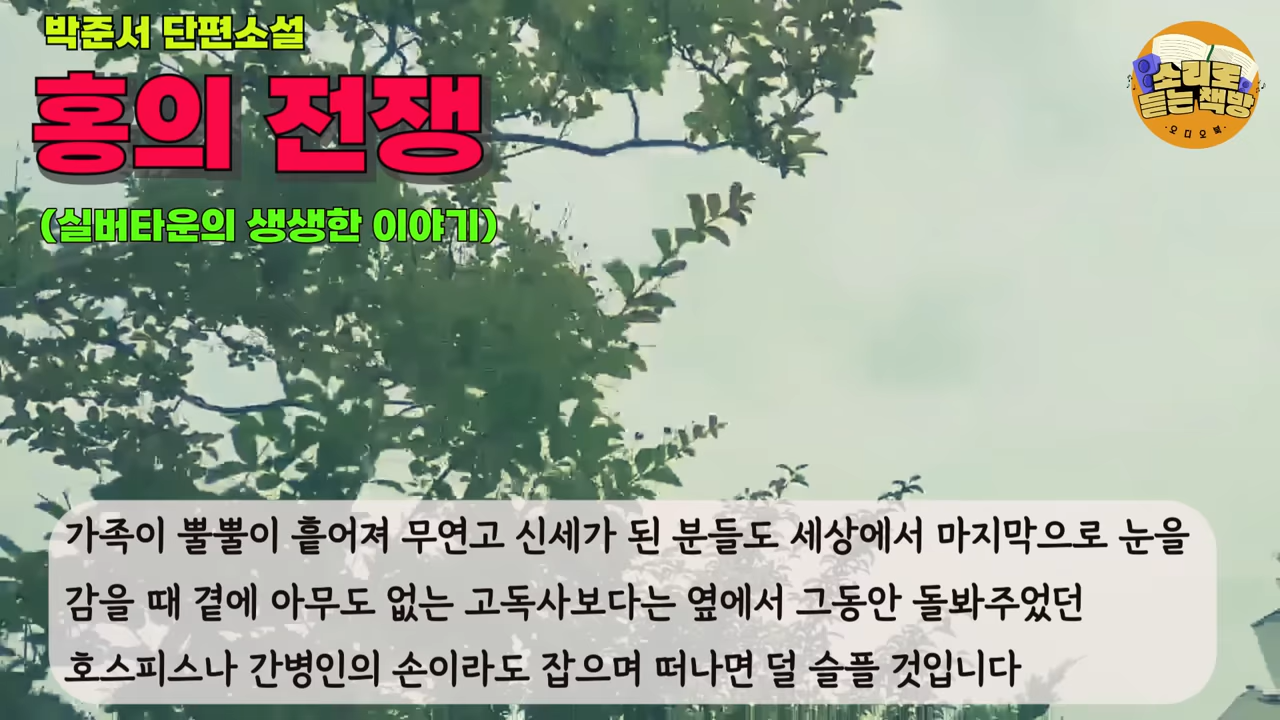 박준서 단편소설
홍의 전쟁
(실버타운의 생생한 이야기)
소리로
듣는 책방
·오디오북·
가족이 뿔뿔이 흩어져 무연고 신세가 된 분들도 세상에서 마지막으로 눈을
감을 때 곁에 아무도 없는 고독사보다는 옆에서 그동안 돌봐주었던
호스피스나 간병인의 손이라도 잡으며 떠나면 덜 슬플 것입니다